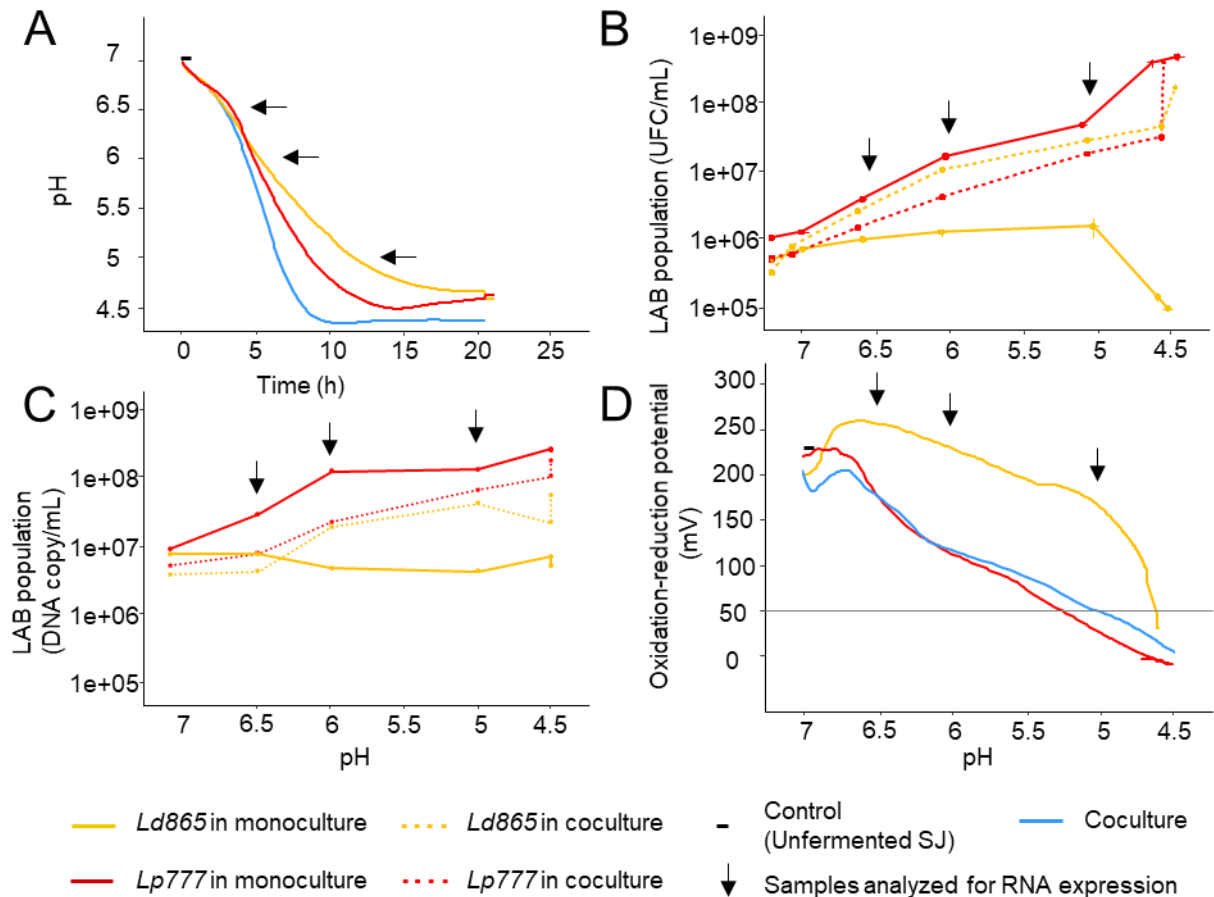 A
7
6.5
6
5.5
5
4.5
pH
0
5
10
15
20
25
Time (h)
B
1e+09
1e+08
1e+07
1e+06
1e+05
LAB population (UFC/mL)
7
6.5
6
5.5
5
4.5
C
1e+09
1e+08
1e+07
1e+06
1e+05
LAB population
(DNA copy/mL)
7
6.5
6
5
4.5
pH
D
300
250
200
150
100
50
0
Oxidation-reduction potential
(mV)
7
6.5
6
5.5
5
4.5
pH
Ld865 in monoculture
Ld865 in coculture
Control
(Unfermented SJ)
Coculture
Lp777 in monoculture
Lp777 in coculture
Samples analyzed for RNA expression